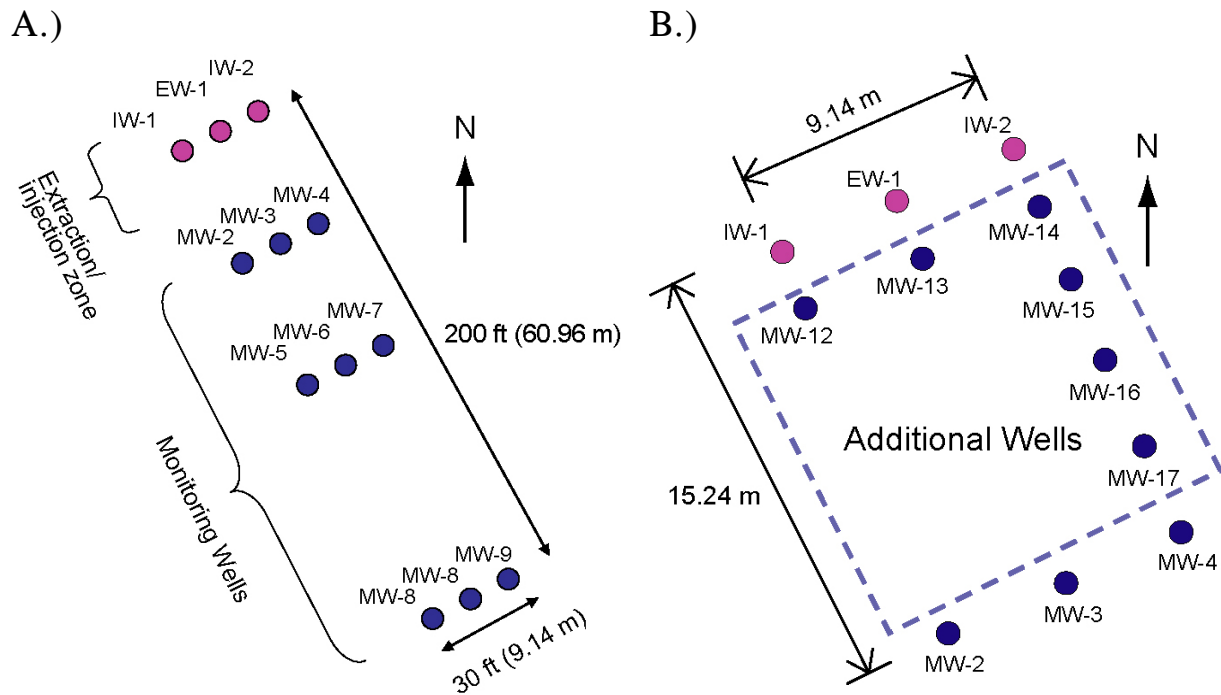 A.)
IW-2
EW-1
IW-1
N
Extraction/
injection zone
MW-4
MW-3
MW-2
MW-7
MW-6
MW-5
200 ft (60.96 m)
Monitoring Wells
MW-9
MW-8
MW-8
30 ft (9.14 m)
B.)
9.14 m
IW-2
N
EW-1
IW-1
MW-14
MW-13
MW-15
MW-12
MW-16
Additional Wells
MW-17
15.24 m
MW-4
MW-3
MW-2